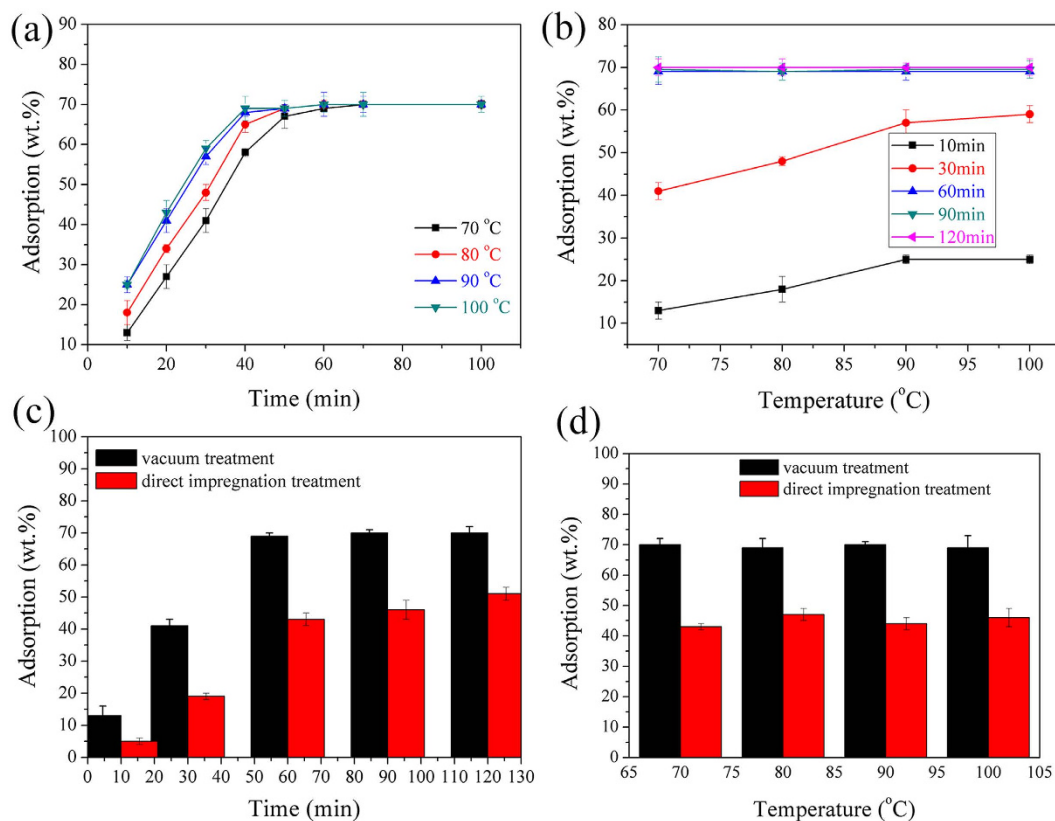 (a)
90
80
70
60
50
40
30
20
10
Adsorption (wt.%)
70 °C
80 °C
90 °C
100 °C
0 20 40 60 80 100
Time (min)
(b)
80
70
60
50
40
30
20
10
Adsorption (wt.%)
10min
30min
60min
90min
120min
70 75 80 85 90 95 100
Temperature (°C)
(c)
100
90
80
70
60
50
40
30
20
10
0
Adsorption (wt.%)
vacuum treatment
direct impregnation treatment
0 10 20 30 40 50 60 70 80 90 100 110 120 130
Time (min)
(d)
100
90
80
70
60
50
40
30
20
10
0
Adsorption (wt.%)
vacuum treatment
direct impregnation treatment
65 70 75 80 85 90 95 100 105
Temperature (°C)